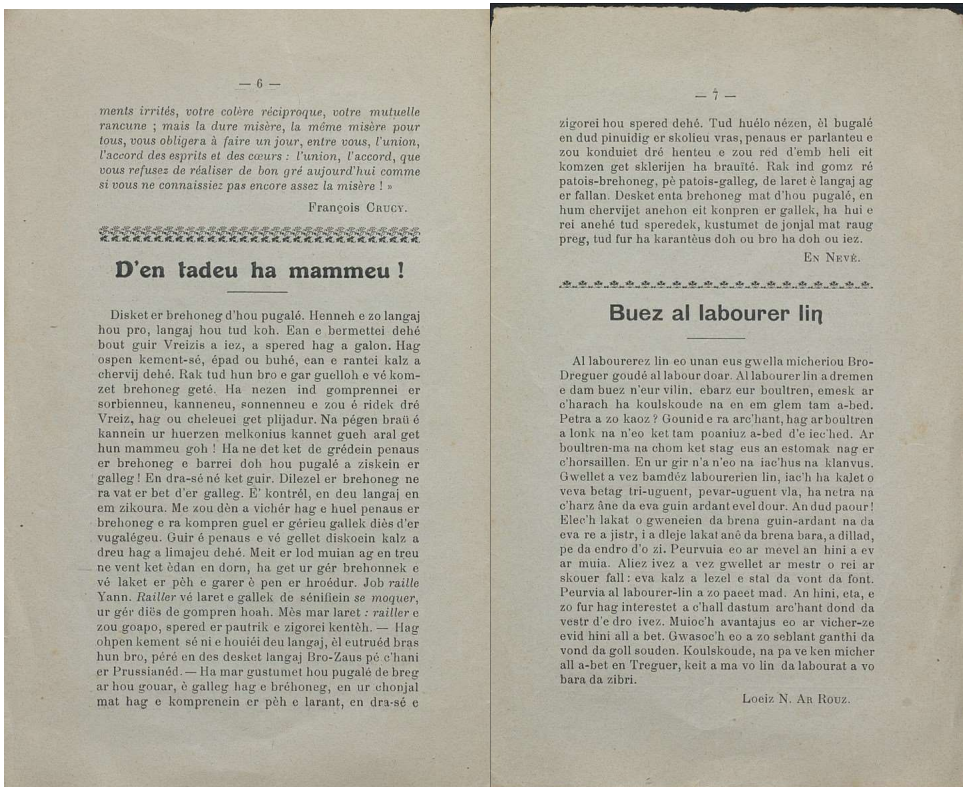 — 6 —
ments irrités, votre colère réciproque, votre mutuelle
rancune ; mais la dure misère, la même misère pour
tous, vous obligera à faire un jour, entre vous, l'union,
l'accord des esprits et des cœurs : l'union, l'accord, que
vous refusez de réaliser de bon gré aujourd'hui comme
si vous ne connaissiez pas encore assez la misère ! »
François CRUCY.
D'en tadeu ha mammeu !
Disket er brehoneg d'hou pugalé. Henneh e zo langaj
hou pro, langaj hou tud koh. Ean e bermettei dehé
bout guir Vreizis a iez, a spered hag a galon. Hag
ospen kement-sé, épad ou buhé, ean e rantei kalz a
chervij dehé. Rak tud hun bro e gar guelloh e vé kom-
zet brehoneg geté. Ha nezen ind gomprennei er
sorbienneu, kanneneu, sonnenneu e zou é ridek dré
Vreiz, hag ou cheleuei get plijadur. Na pégen braù é
kannein ur huerzen melkonius kannet gueh aral get
hun mammeu goh ! Ha ne det ket de grédein penaus
er brehoneg e barrei doh hou pugalé a ziskein er
galleg ! En dra-sé né ket guir. Dilezel er brehoneg ne
ra vat er bet d'er galleg. E' kontrél, en deu langaj en
em zikoura. Me zou dèn a vichér hag e huel penaus er
brehoneg e ra kompren guel er gérieu gallek diès d'er
vugalégeu. Guir é penaus e vé gellet diskoein kalz a
dreu hag a limajeu dehé. Meit er lod muian ag en treu
ne vent ket èdan en dorn, ha get ur gér brehonnek e
vé laket er pèh e garer è pen er hroédur. Job raille
Yann. Railler vé laret e gallek de sénifiein se moquer,
ur gér diës de gompren hoah. Mès mar laret : railler e
zou goapo, spered er pautrik e zigorei kentèh. — Hag
ohpen kement sé ni e houiéi deu langaj, èl eutruéd bras
hun bro, péré en des desket langaj Bro-Zaus pé c'hani
er Prussianéd. — Ha mar gustumet hou pugalé de breg
ar hou gouar, è galleg hag e bréhoneg, en ur chonjal
mat hag e komprenein er pèh e larant, en dra-sé e
— 7 —
zigorei hou spered dehé. Tud huélo nézen, èl bugalé
en dud pinuidig er skolieu vras, penaus er parlanteu e
zou konduiet dré henteu e zou réd d'emb heli eit
komzen get sklerijen ha brauité. Rak ind gomz ré
patois-brehoneg, pè patois-galleg, de laret è langaj ag
er fallan. Desket enta brehoneg mat d'hou pugalé, en
hum chervijet anehon eit konpren er gallek, ha hui e
rei anehé tud speredek, kustumet de jonjal mat raug
preg, tud fur ha karantèus doh ou bro ha doh ou iez.
EN NEVÉ.
Buez al labourer lin
Al labourerez lin eo unan eus gwella micheriou Bro-
Dreguer goudé al labour doar. Al labourer lin a dremen
e dam buez n'eur vilin, ebarz eur boultren, emesk ar
c'harach ha koulskoude na en em glem tam a-bed.
Petra a zo kaoz ? Gounid e ra arc'hant, hag ar boultren
a lonk na n'eo ket tam poaniuz a-bed d'e iec'hed. Ar
boultren-ma na chom ket stag eus an estomak nag er
c'horsaillen. En ur gir n'a n'eo na iac'hus na klanvus.
Gwellet a vez bamdéz labourerien lin, iac'h ha kalet o
veva betag tri-uguent, pevar-uguent vla, ha netra na
c'harz âne da eva guin ardant evel dour. An dud paour !
Elec'h lakat o gweneien da brena guin-ardant na da
eva re a jistr, i a dleje lakat anê da brena bara, a dillad,
pe da endro d'o zi. Peurvuia eo ar mevel an hini a ev
ar muia. Aliez ivez a vez gwellet ar mestr o rei ar
skouer fall : eva kalz a lezel e stal da vont da font.
Peurvia al labourer-lin a zo paeet mad. An hini, eta, e
zo fur hag interestet a c'hall dastum arc'hant dond da
vestr d'e dro ivez. Muioc'h avantajus eo ar vicher-ze
evid hini all a bet. Gwasoc'h eo a zo seblant ganthi da
vond da goll souden. Koulskoude, na pa ve ken micher
all a-bet en Treguer, keit a ma vo lin da labourat a vo
bara da zibri.
Loeiz N. AR ROUZ.